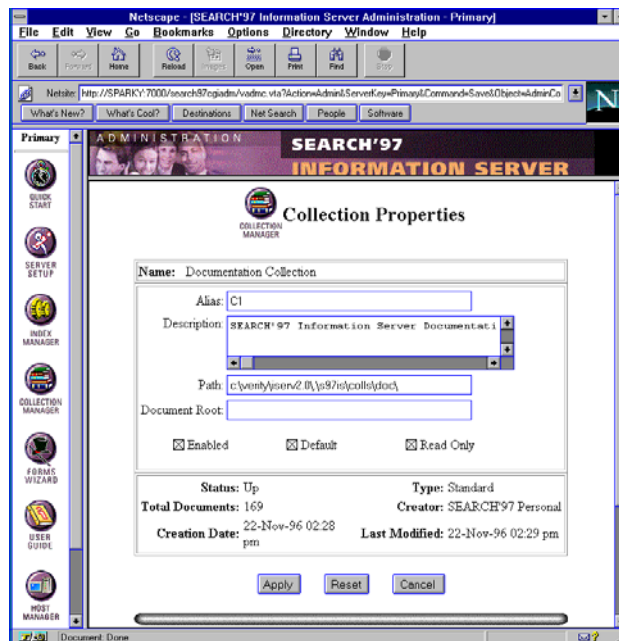 Netscape - [SEARCH'97 Information Server Administration - Primary]
File Edit View Go Bookmarks Options Directory Window Help
Back Forward Home Reload Images Open Print Find Stop
Netsite: http://SPARKY:7000/search97cgiadm/vadmc.vta?Action=Admin&ServerKey=Primary&Command=Save&Object=AdminCo
N
What's New? What's Cool? Destinations Net Search People Software
Primary
ADMINISTRATION
SEARCH'97
INFORMATION SERVER
QUICK
START
SERVER
SETUP
INDEX
MANAGER
COLLECTION
MANAGER
FORMS
WIZARD
USER
GUIDE
HOST
MANAGER
COLLECTION
MANAGER
Collection Properties
Name: Documentation Collection
Alias: C1
Description: SEARCH'97 Information Server Documentati
Path: c:\verity\iserv2.0\,\s97is\colls\doc\
Document Root:
Enabled Default Read Only
Status: Up Type: Standard
Total Documents: 169 Creator: SEARCH'97 Personal
Creation Date: 22-Nov-96 02:28 pm Last Modified: 22-Nov-96 02:29 pm
Apply Reset Cancel
Document: Done